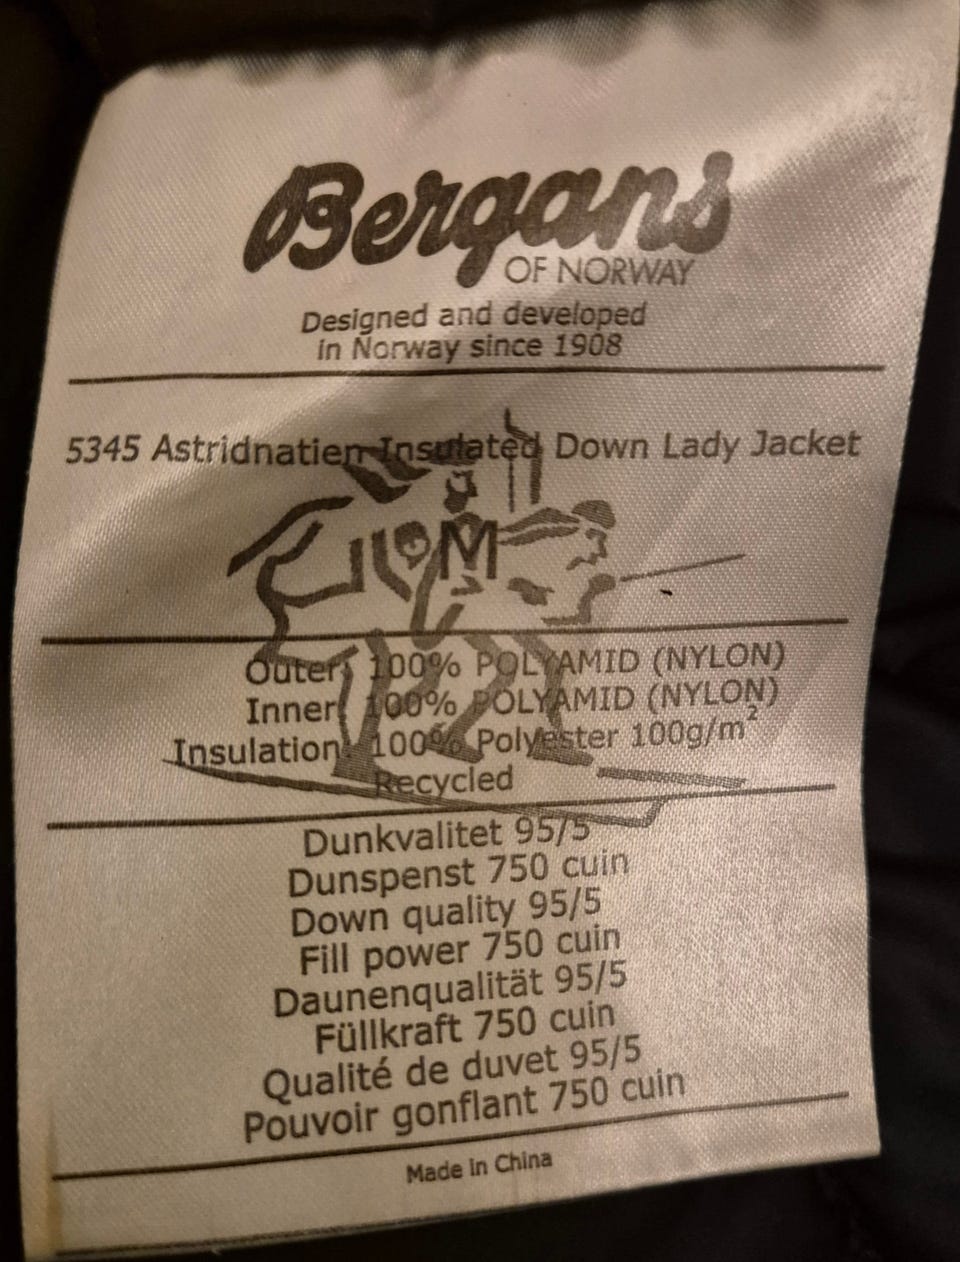 Bergans
OF NORWAY
Designed and developed
in Norway since 1908
5345 Astridnatien Insulated Down Lady Jacket
M
Outer: 100% POLYAMID (NYLON)
Inner: 100% POLYAMID (NYLON)
Insulation: 100% Polyester 100g/m²
Recycled
Dunkvalitet 95/5
Dunspenst 750 cuin
Down quality 95/5
Fill power 750 cuin
Daunenqualität 95/5
Füllkraft 750 cuin
Qualité de duvet 95/5
Pouvoir gonflant 750 cuin
Made in China